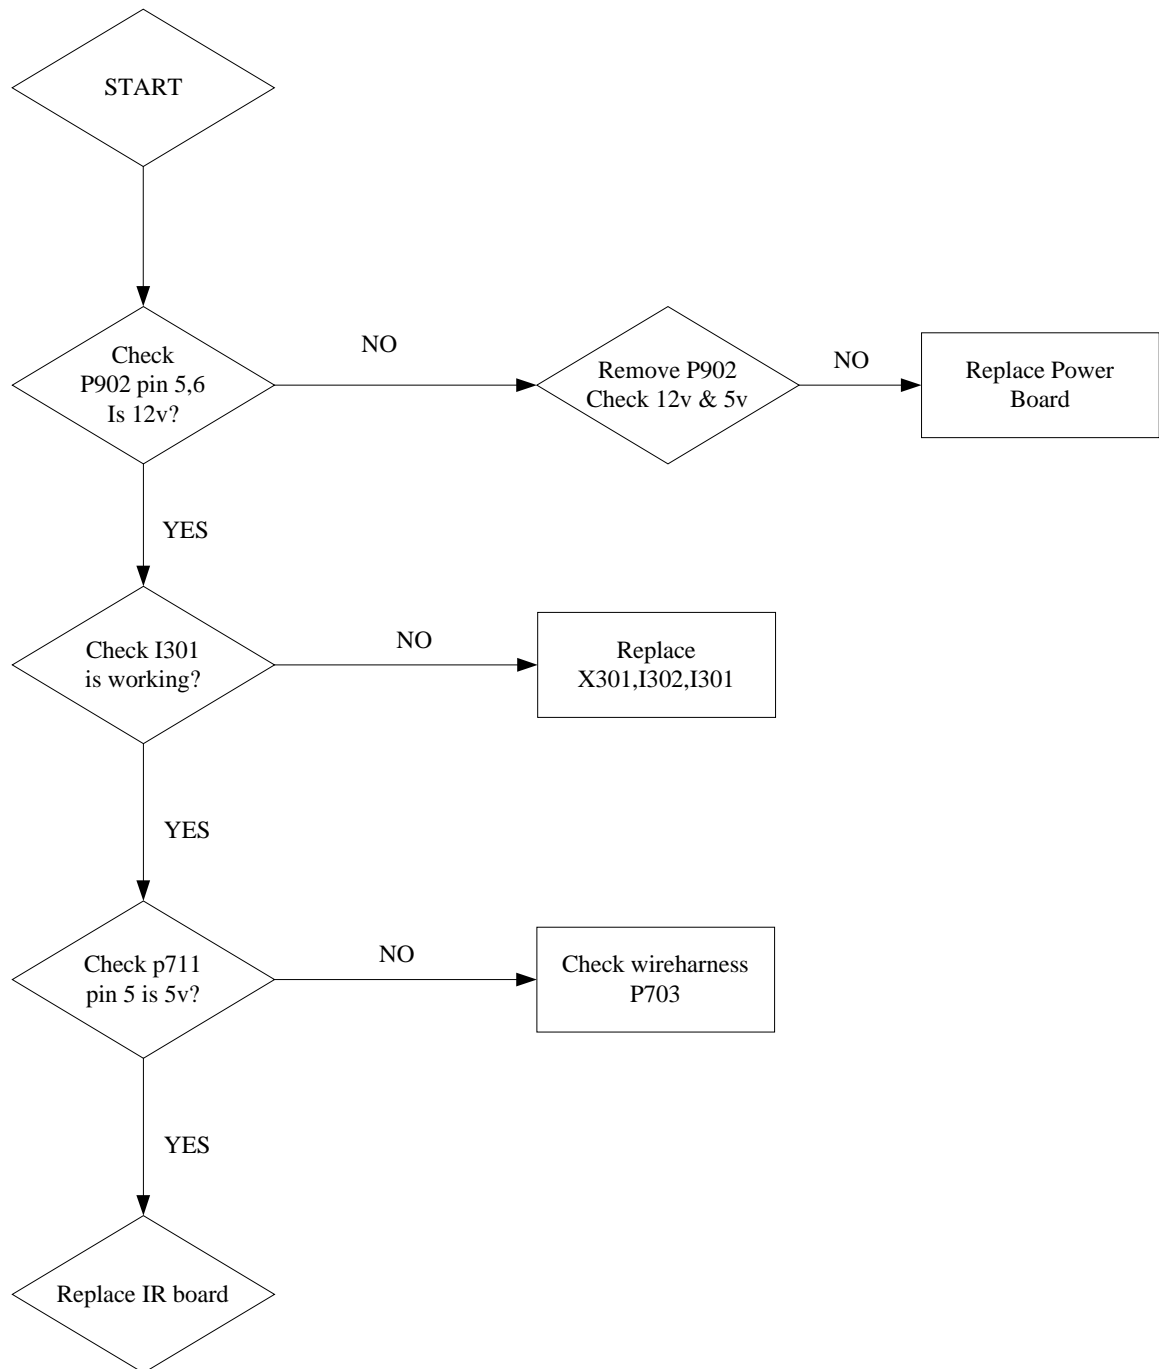 START
Check
P902 pin 5,6
Is 12v?
NO
Remove P902
Check 12v & 5v
NO
Replace Power
Board
YES
Check I301
is working?
NO
Replace
X301,I302,I301
YES
Check p711
pin 5 is 5v?
NO
Check wireharness
P703
YES
Replace IR board